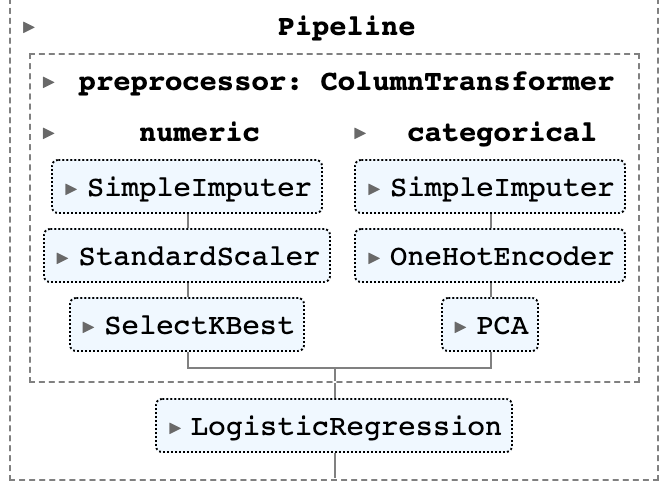 Pipeline
preprocessor: ColumnTransformer
numeric categorical
SimpleImputer SimpleImputer
StandardScaler OneHotEncoder
SelectKBest PCA
LogisticRegression